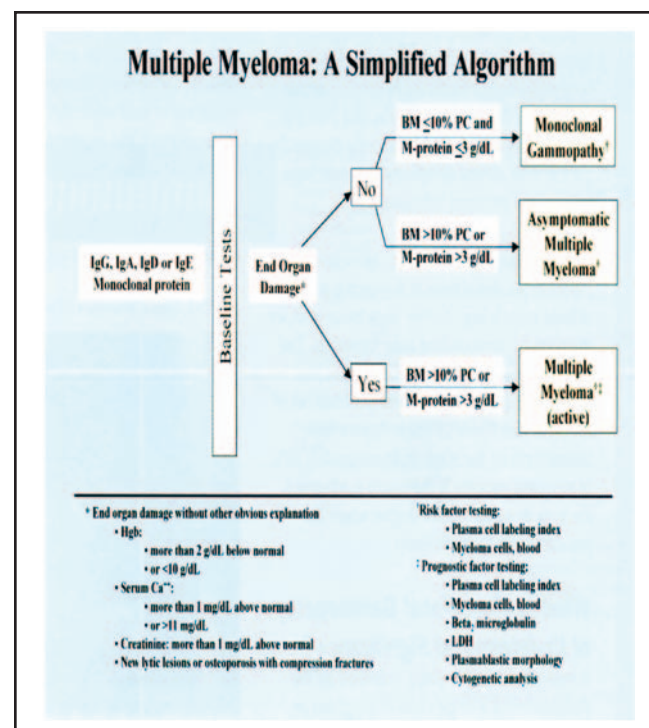 Multiple Myeloma: A Simplified Algorithm
IgG, IgA, IgD or IgE
Monoclonal protein
Baseline Tests
End Organ
Damage*
No
BM ≤10% PC and
M-protein ≤3 g/dL
Monoclonal
Gammopathy†
BM >10% PC or
M-protein >3 g/dL
Asymptomatic
Multiple
Myeloma†
Yes
BM >10% PC or
M-protein >3 g/dL
Multiple
Myeloma†‡
(active)
* End organ damage without other obvious explanation
• Hgb:
• more than 2 g/dL below normal
• or <10 g/dL
• Serum Ca⁺⁺:
• more than 1 mg/dL above normal
• or >11 mg/dL
• Creatinine: more than 1 mg/dL above normal
• New lytic lesions or osteoporosis with compression fractures
†Risk factor testing:
• Plasma cell labeling index
• Myeloma cells, blood
‡Prognostic factor testing:
• Plasma cell labeling index
• Myeloma cells, blood
• Beta₂ microglobulin
• LDH
• Plasmablastic morphology
• Cytogenetic analysis